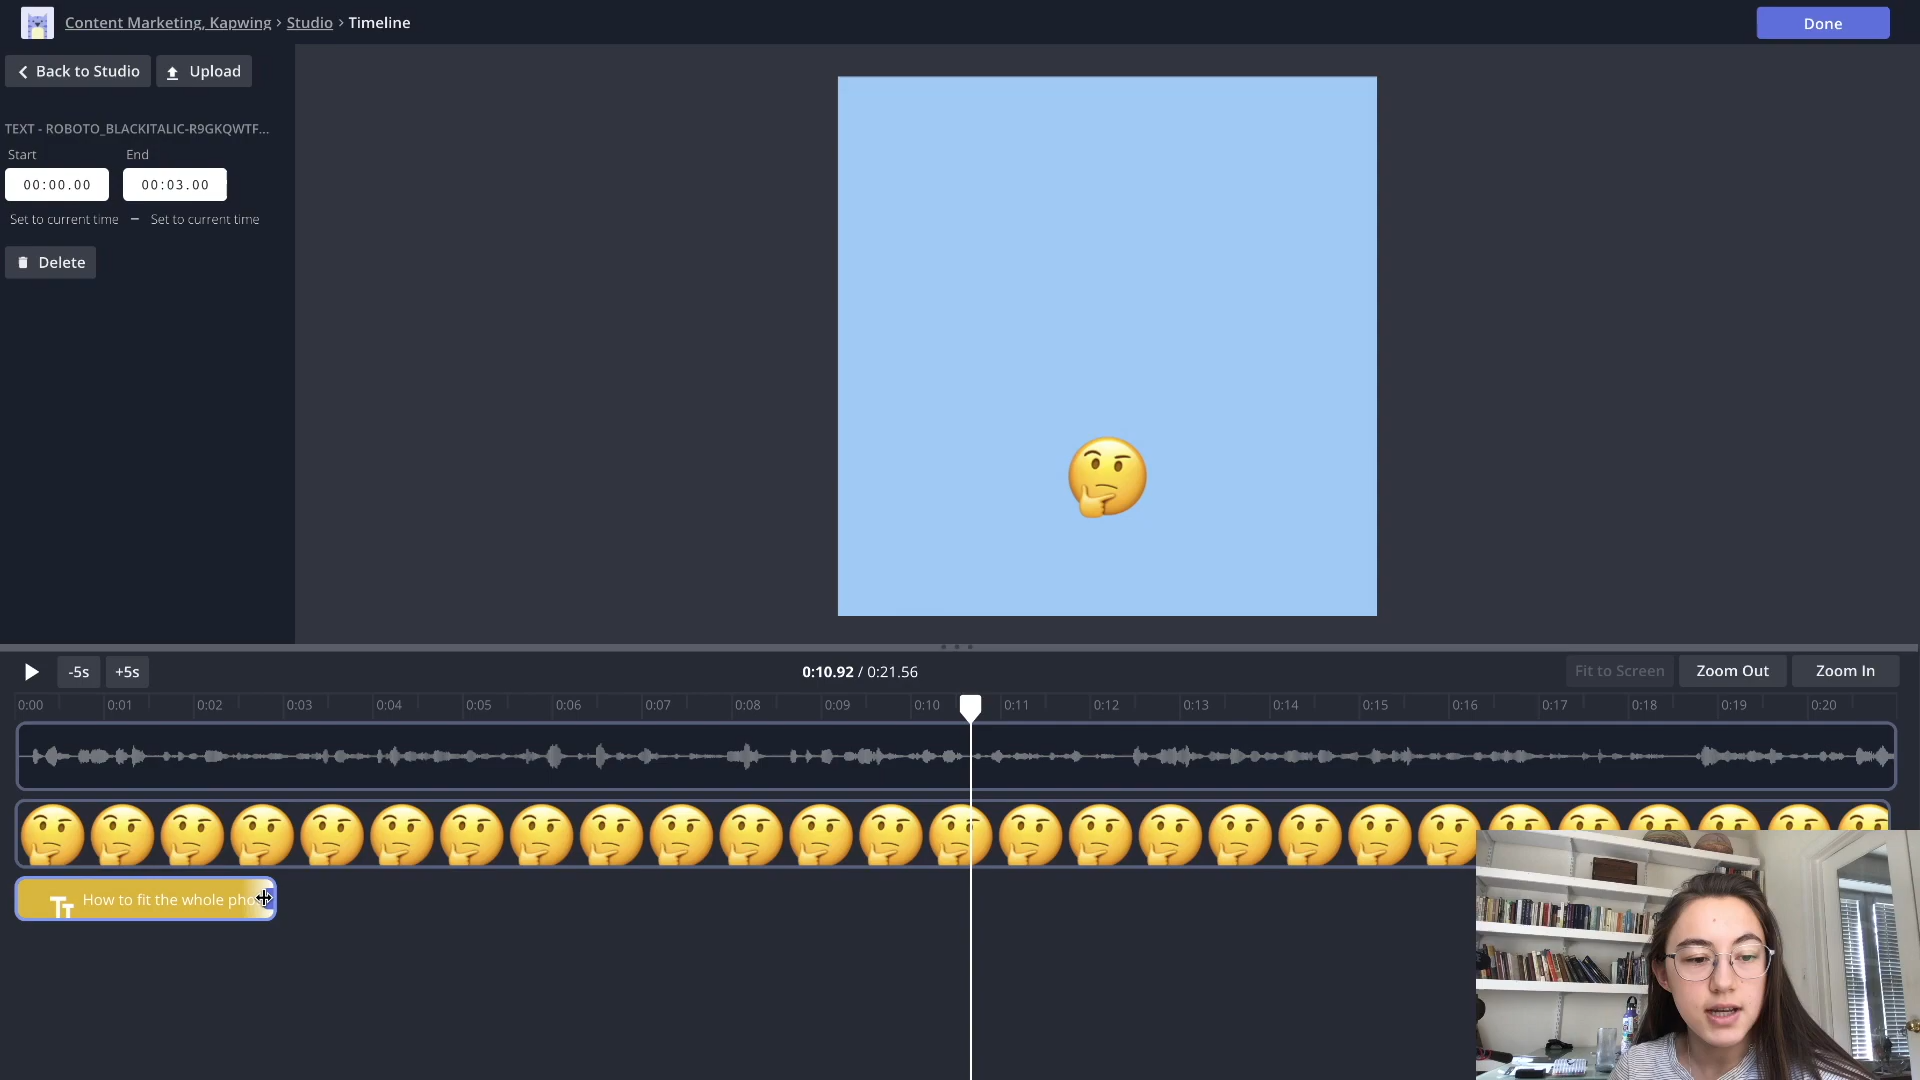 Content Marketing, Kapwing › Studio › Timeline
Done
Back to Studio
Upload
TEXT - ROBOTO_BLACKITALIC-R9GKQWTF...
Start
End
00:00.00
00:03.00
Set to current time – Set to current time
Delete
-5s
+5s
0:10.92 / 0:21.56
Fit to Screen
Zoom Out
Zoom In
0:00 0:01 0:02 0:03 0:04 0:05 0:06 0:07 0:08 0:09 0:10 0:11 0:12 0:13 0:14 0:15 0:16 0:17 0:18 0:19 0:20
How to fit the whole pho